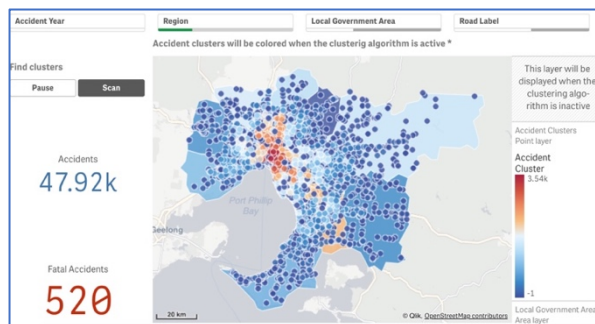 Accident Year
Region
Local Government Area
Road Label
Accident clusters will be colored when the clusterig algorithm is active *
Find clusters
Pause
Scan
Accidents
47.92k
Fatal Accidents
520
Port Phillip
Bay
Geelong
20 km
© Qlik, OpenStreetMap contributors
This layer will be
displayed when the
clustering algo-
rithm is inactive
Accident Clusters
Point layer
Accident
Cluster
3.54k
-1
Local Government Area
Area layer